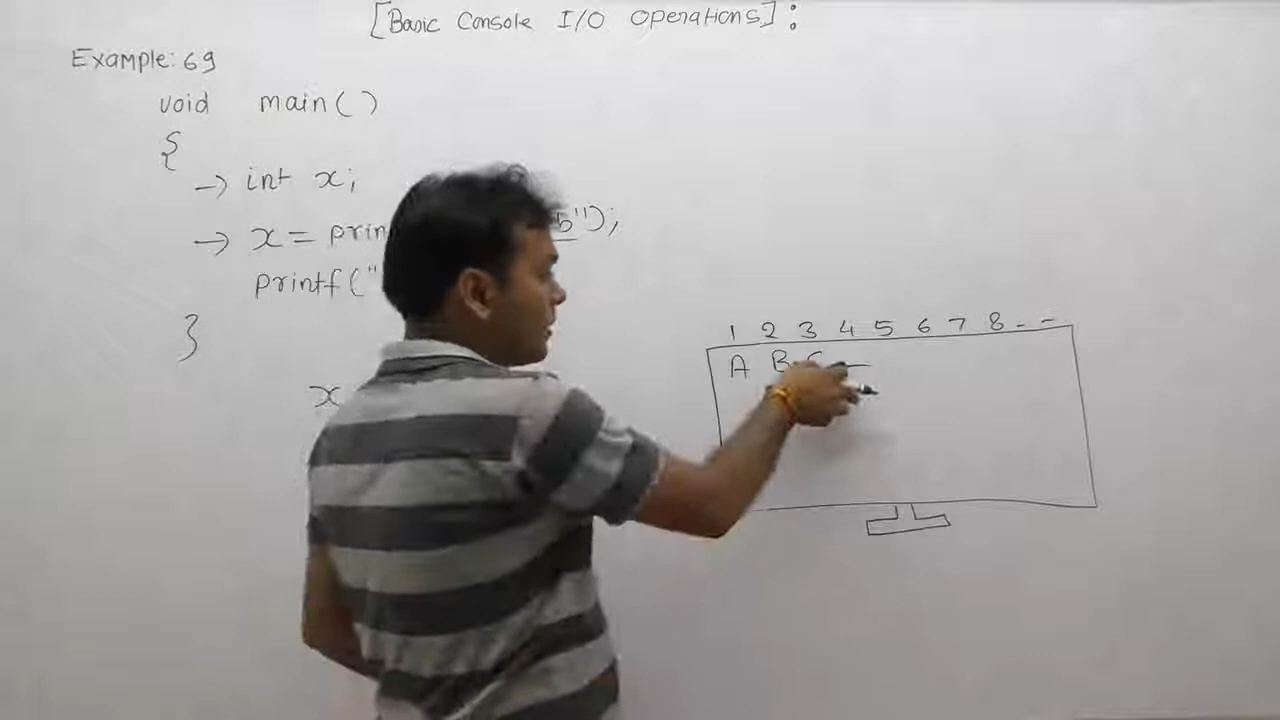 [Basic Console I/O Operations]:
Example: 69
void main()
{
→ int x;
→ x = prin b");
printf("
}
x
1 2 3 4 5 6 7 8 - -
A B C